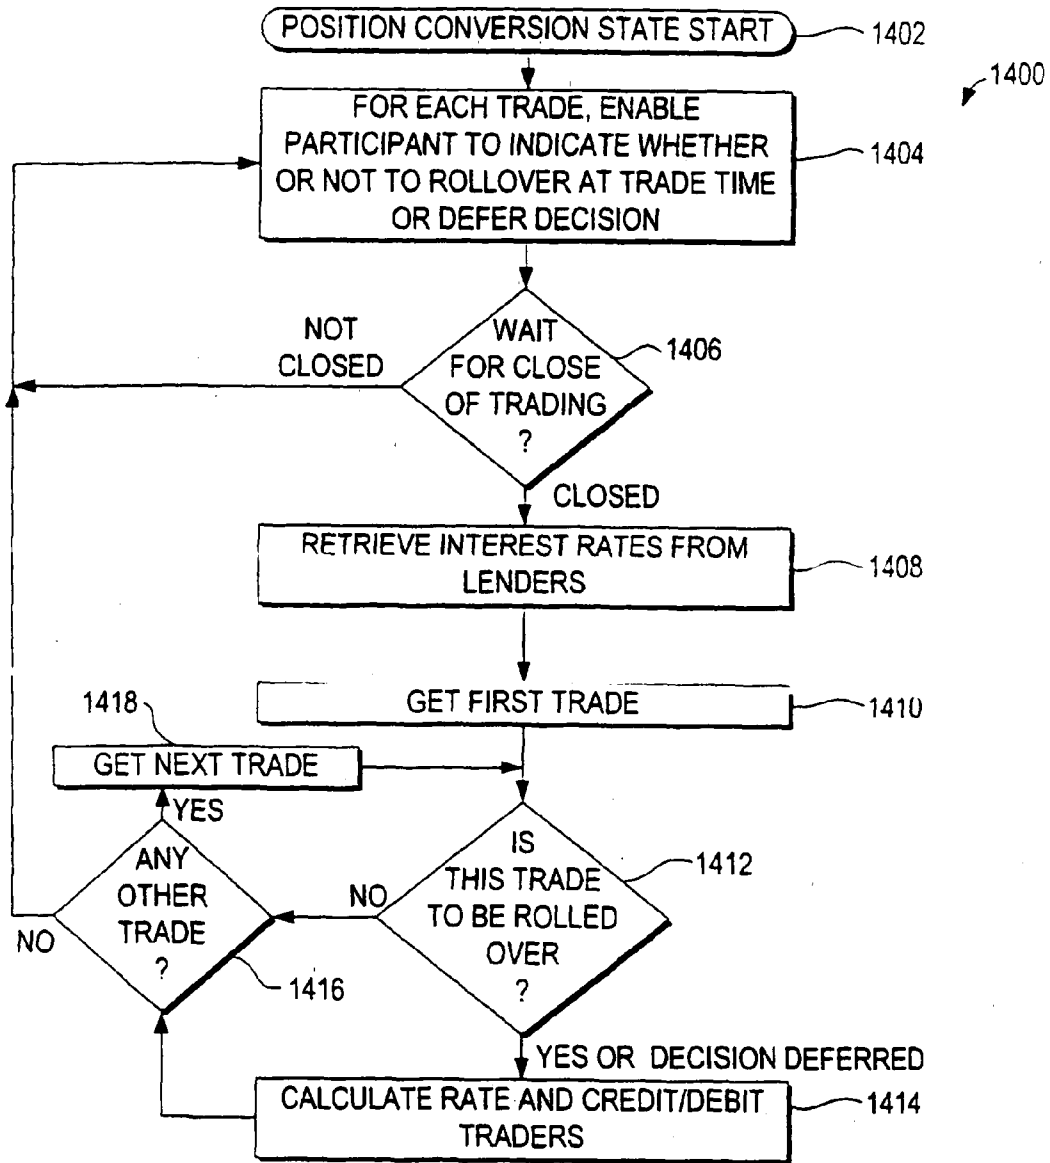 POSITION CONVERSION STATE START
1402
1400
FOR EACH TRADE, ENABLE
PARTICIPANT TO INDICATE WHETHER
OR NOT TO ROLLOVER AT TRADE TIME
OR DEFER DECISION
1404
NOT
CLOSED
WAIT
FOR CLOSE
OF TRADING
?
1406
CLOSED
RETRIEVE INTEREST RATES FROM
LENDERS
1408
GET FIRST TRADE
1410
1418
GET NEXT TRADE
YES
ANY
OTHER
TRADE
?
NO
1416
NO
IS
THIS TRADE
TO BE ROLLED
OVER
?
1412
YES OR DECISION DEFERRED
CALCULATE RATE AND CREDIT/DEBIT
TRADERS
1414